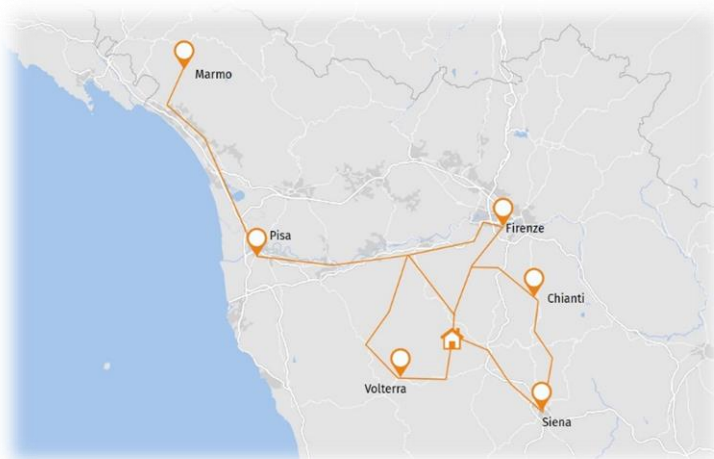 Marmo
Pisa
Firenze
Chianti
Volterra
Siena